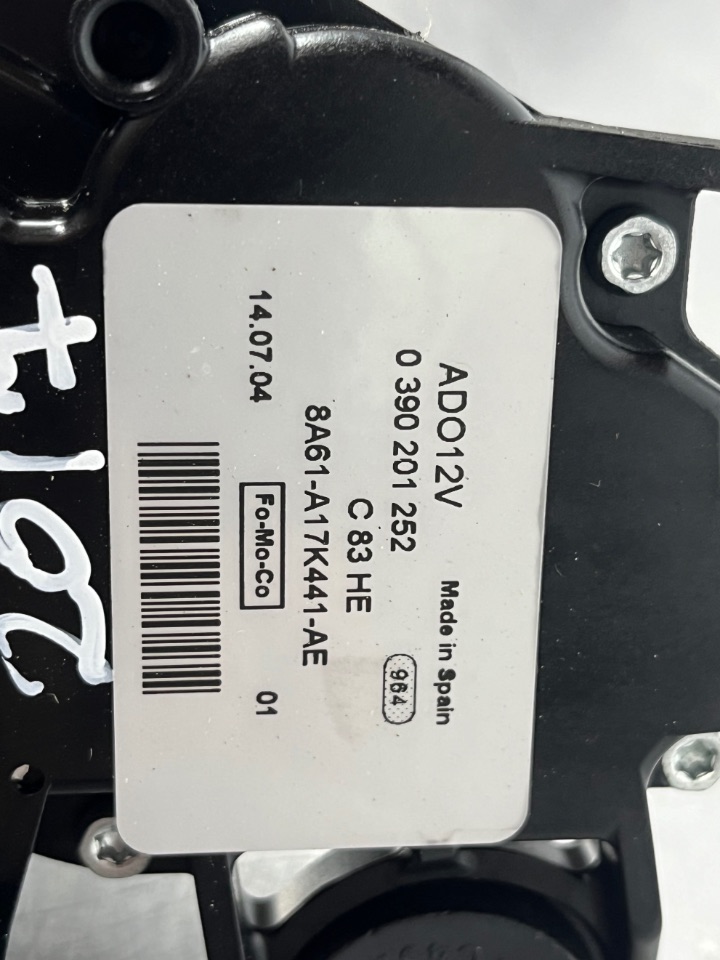 ADO12V Made in Spain
0 390 201 252 964
C 83 HE
8A61-A17K441-AE
14.07.04 Fo-Mo-Co 01